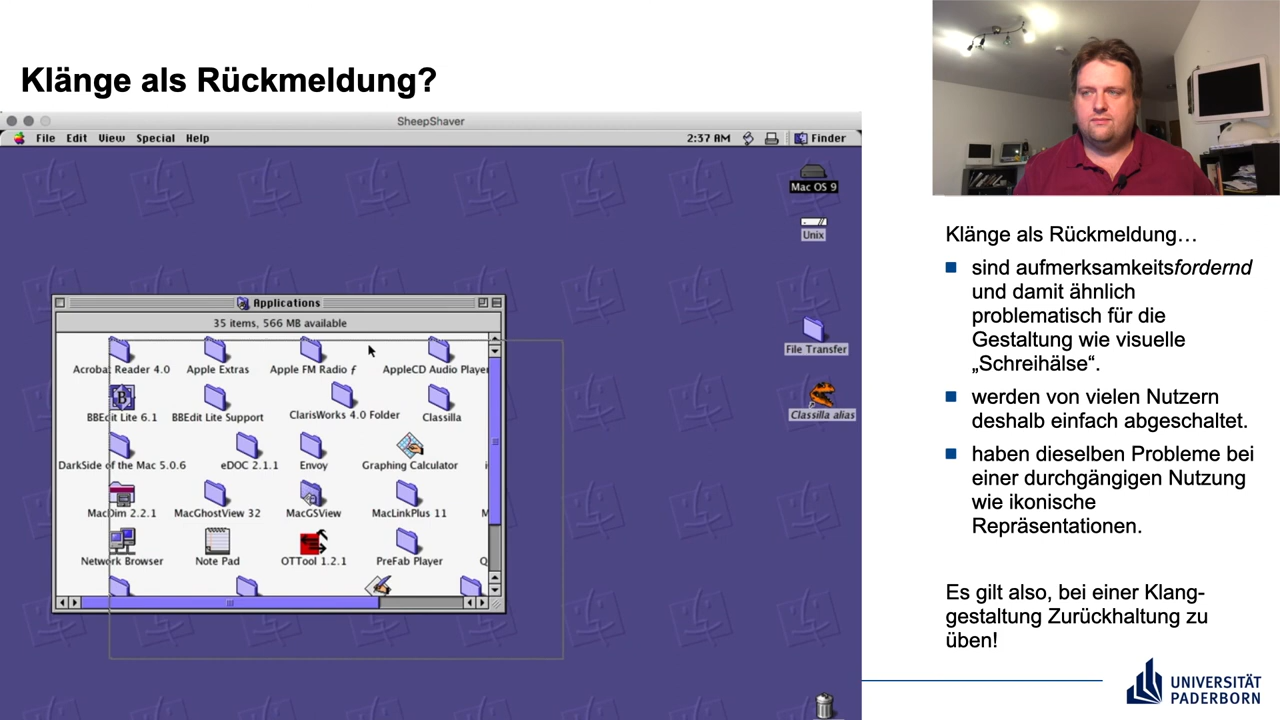 Klänge als Rückmeldung?
SheepShaver
File Edit View Special Help 2:37 AM Finder
Mac OS 9
Unix
File Transfer
Classilla alias
Applications
35 items, 566 MB available
Acrobat Reader 4.0 Apple Extras Apple FM Radio ƒ AppleCD Audio Player
BBEdit Lite 6.1 BBEdit Lite Support ClarisWorks 4.0 Folder Classilla
DarkSide of the Mac 5.0.6 eDOC 2.1.1 Envoy Graphing Calculator
MacDim 2.2.1 MacGhostView 32 MacGSView MacLinkPlus 11 M
Network Browser Note Pad OTTool 1.2.1 PreFab Player Q
Klänge als Rückmeldung…
sind aufmerksamkeitsfordernd
und damit ähnlich
problematisch für die
Gestaltung wie visuelle
„Schreihälse“.
werden von vielen Nutzern
deshalb einfach abgeschaltet.
haben dieselben Probleme bei
einer durchgängigen Nutzung
wie ikonische
Repräsentationen.
Es gilt also, bei einer Klang-
gestaltung Zurückhaltung zu
üben!
UNIVERSITÄT
PADERBORN